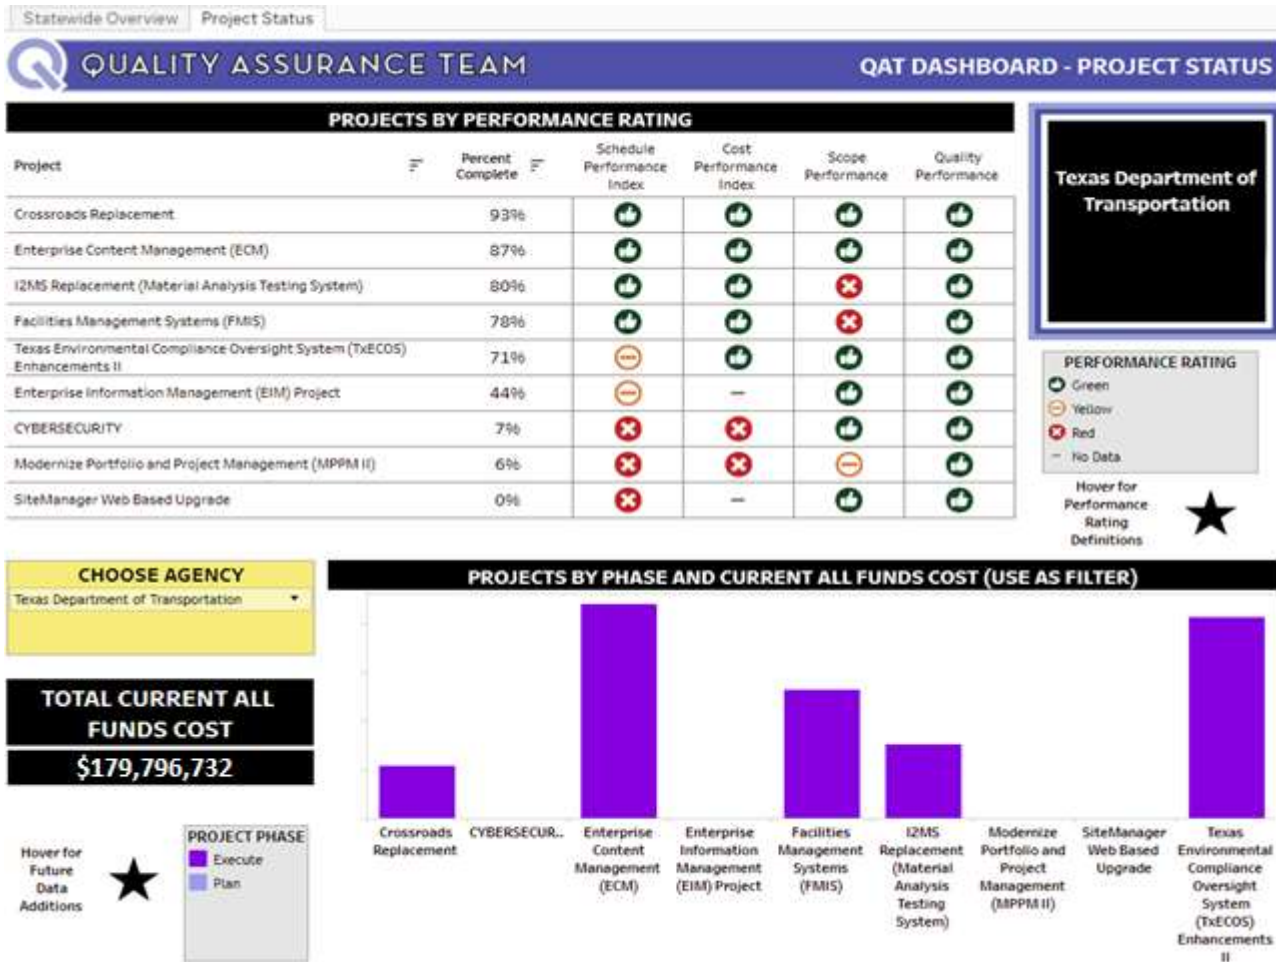 Statewide Overview Project Status
QUALITY ASSURANCE TEAM
QAT DASHBOARD - PROJECT STATUS
PROJECTS BY PERFORMANCE RATING
Project
Percent
Complete
Schedule
Performance
Index
Cost
Performance
Index
Scope
Performance
Quality
Performance
Crossroads Replacement 93%
Enterprise Content Management (ECM) 87%
I2MS Replacement (Material Analysis Testing System) 80%
Facilities Management Systems (FMIS) 78%
Texas Environmental Compliance Oversight System (TxECOS)
Enhancements II 71%
Enterprise Information Management (EIM) Project 44% –
CYBERSECURITY 7%
Modernize Portfolio and Project Management (MPPM II) 6%
SiteManager Web Based Upgrade 0% –
Texas Department of
Transportation
PERFORMANCE RATING
Green
Yellow
Red
– No Data
Hover for
Performance
Rating
Definitions
CHOOSE AGENCY
Texas Department of Transportation
TOTAL CURRENT ALL
FUNDS COST
$179,796,732
Hover for
Future
Data
Additions
PROJECT PHASE
Execute
Plan
PROJECTS BY PHASE AND CURRENT ALL FUNDS COST (USE AS FILTER)
Crossroads
Replacement
CYBERSECUR..
Enterprise
Content
Management
(ECM)
Enterprise
Information
Management
(EIM) Project
Facilities
Management
Systems
(FMIS)
I2MS
Replacement
(Material
Analysis
Testing
System)
Modernize
Portfolio and
Project
Management
(MPPM II)
SiteManager
Web Based
Upgrade
Texas
Environmental
Compliance
Oversight
System
(TxECOS)
Enhancements
II